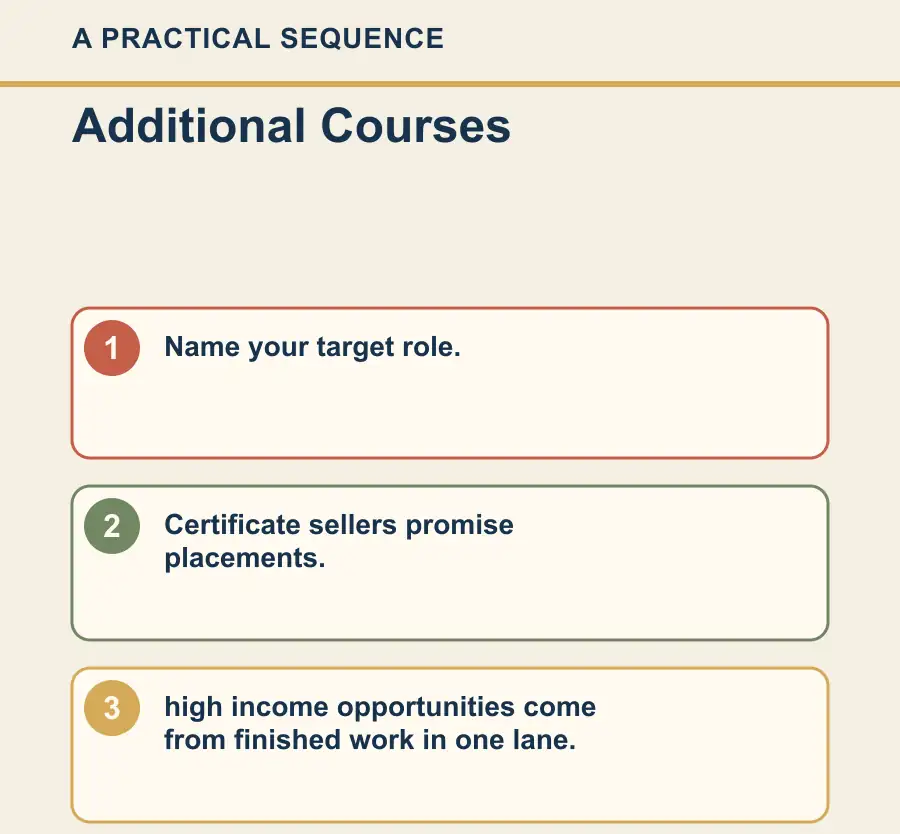 A PRACTICAL SEQUENCE
Additional Courses
1
Name your target role.
2
Certificate sellers promise
placements.
3
high income opportunities come
from finished work in one lane.